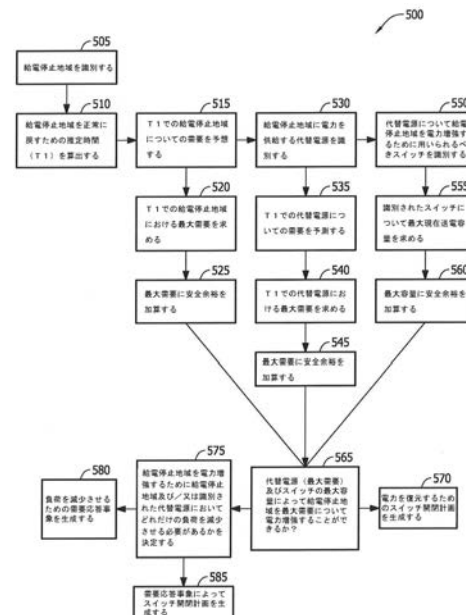 500
505
給電停止地域を識別する
510
給電停止地域を正常に
戻すための推定時間
(T1)を算出する
515
T1での給電停止地域
についての需要を予想
する
520
T1での給電停止地域
における最大需要を求
める
525
最大需要に安全余裕を
加算する
530
給電停止地域に電力を
供給する代替電源を識
別する
535
T1での代替電源につ
いての需要を予測する
540
T1での代替電源にお
ける最大需要を求める
545
最大需要に安全余裕を
加算する
550
代替電源について給電
停止地域を電力増強す
るために用いられるべ
きスイッチを識別する
555
識別されたスイッチに
ついて最大現在送電容
量を求める
560
最大容量に安全余裕を
加算する
565
代替電源(最大需要)
及びスイッチの最大容
量によって給電停止地
域を最大需要について
電力増強することがで
きるか?
570
電力を復元するため
のスイッチ開閉計画を
生成する
575
給電停止地域を電力増
強するために給電停止
地域及び/又は識別さ
れた代替電源において
どれだけの負荷を減少
させる必要があるかを
決定する
580
負荷を減少させる
ための需要応答事
象を生成する
585
需要応答事象によって
スイッチ開閉計画を生
成する